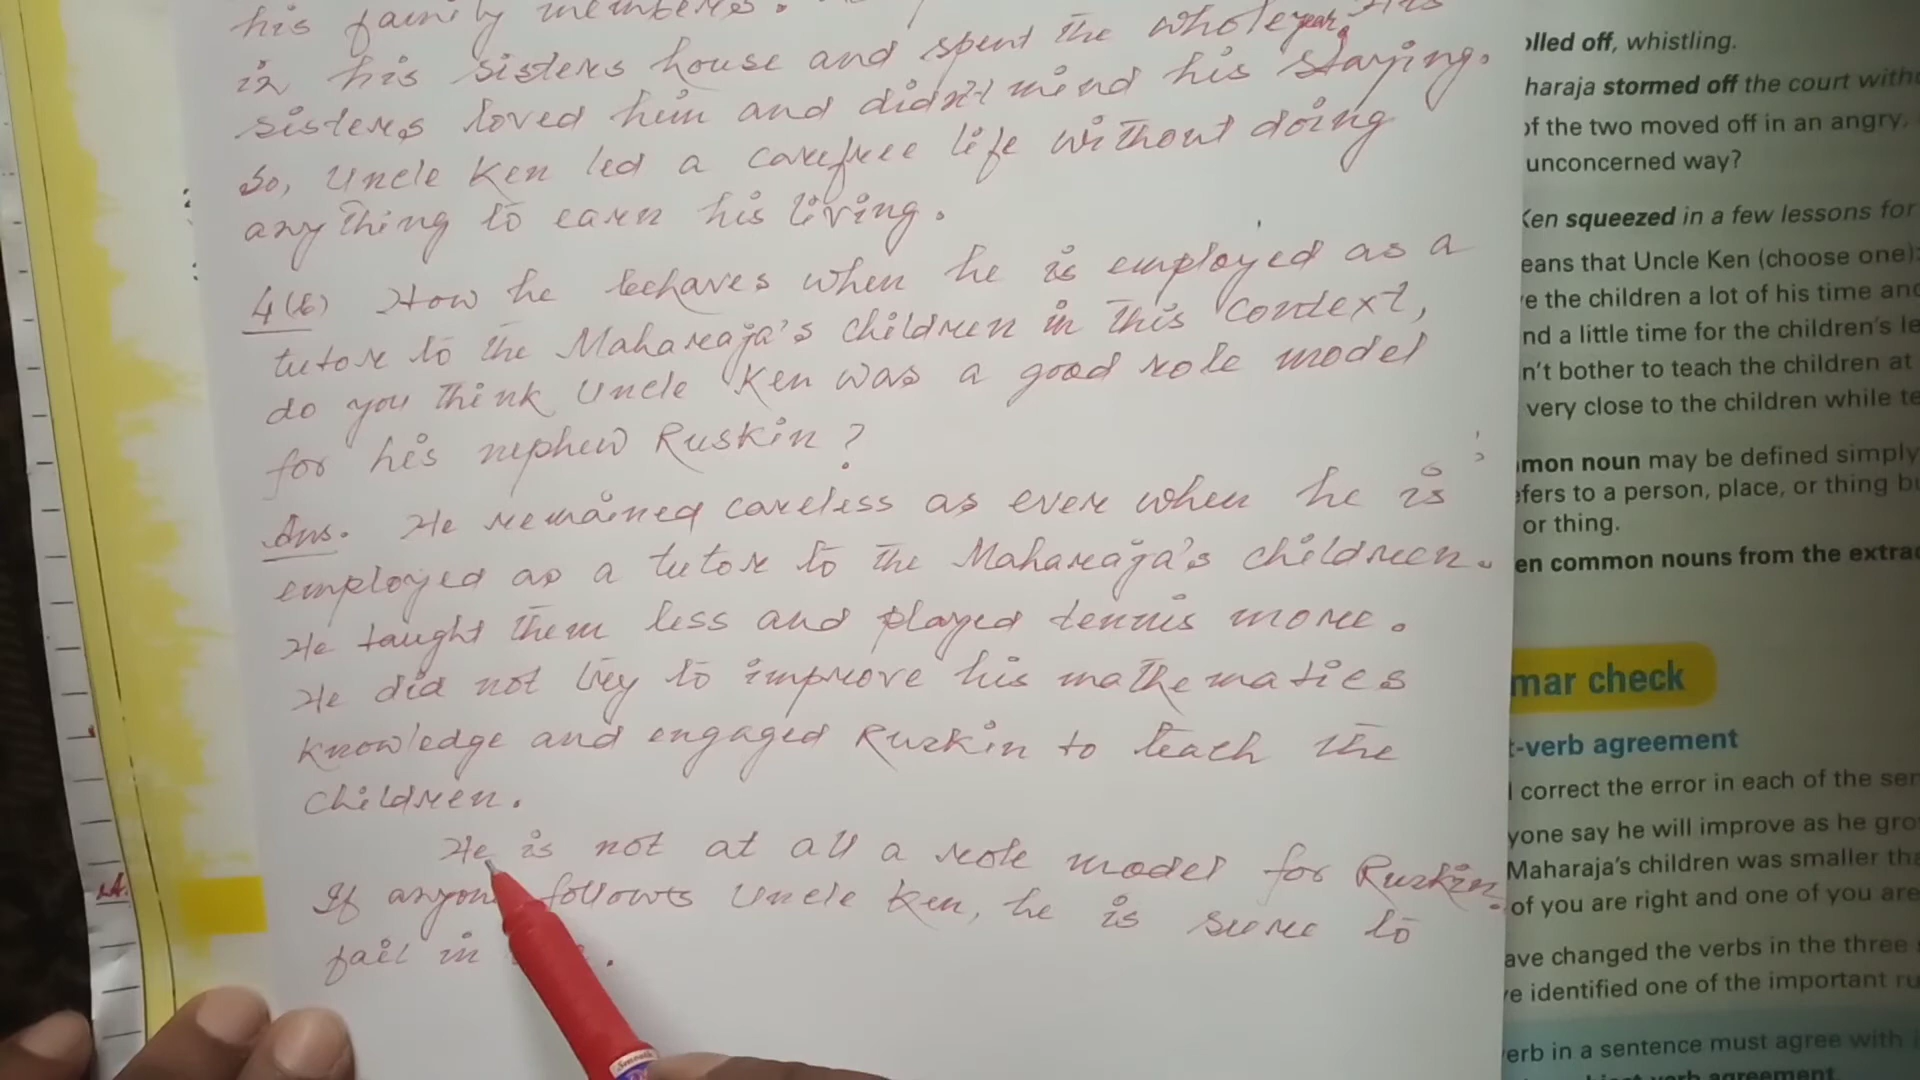 his family members.
in his sisters house and spent the whole year. His
sisters loved him and didn't mind his staying.
So, Uncle Ken led a carefree life without doing
anything to earn his living.
4(b) How he behaves when he is employed as a
tutor to the Maharaja's children in this context,
do you think Uncle Ken was a good role model
for his nephew Ruskin?
Ans. He remained careless as ever when he is
employed as a tutor to the Maharaja's children.
He taught them less and played tennis more.
He did not try to improve his mathematics
knowledge and engaged Ruskin to teach the
children.
He is not at all a role model for Ruskin.
If anyone follows Uncle Ken, he is sure to
fail in
olled off, whistling.
haraja stormed off the court witho
of the two moved off in an angry,
unconcerned way?
Ken squeezed in a few lessons for
eans that Uncle Ken (choose one):
e the children a lot of his time and
nd a little time for the children's le
n't bother to teach the children at
very close to the children while te
mon noun may be defined simply
efers to a person, place, or thing bu
or thing.
en common nouns from the extrac
mar check
t-verb agreement
correct the error in each of the sen
yone say he will improve as he gro
Maharaja's children was smaller tha
of you are right and one of you are
ave changed the verbs in the three
e identified one of the important ru
erb in a sentence must agree with
verb agreement